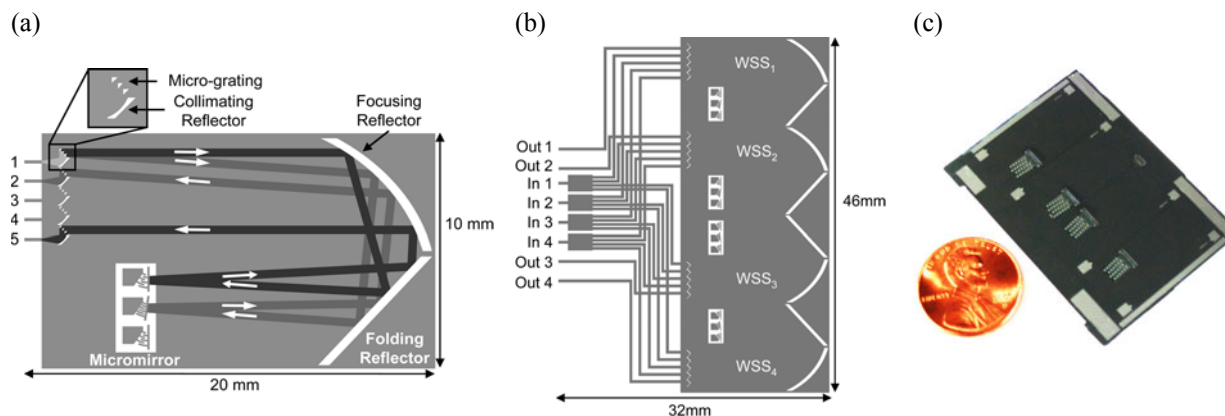 (a)
(b)
(c)
Micro-grating
Collimating
Reflector
Focusing
Reflector
1
2
3
4
5
10 mm
Micromirror
Folding
Reflector
20 mm
WSS1
WSS2
WSS3
WSS4
Out 1
Out 2
In 1
In 2
In 3
In 4
Out 3
Out 4
46mm
32mm